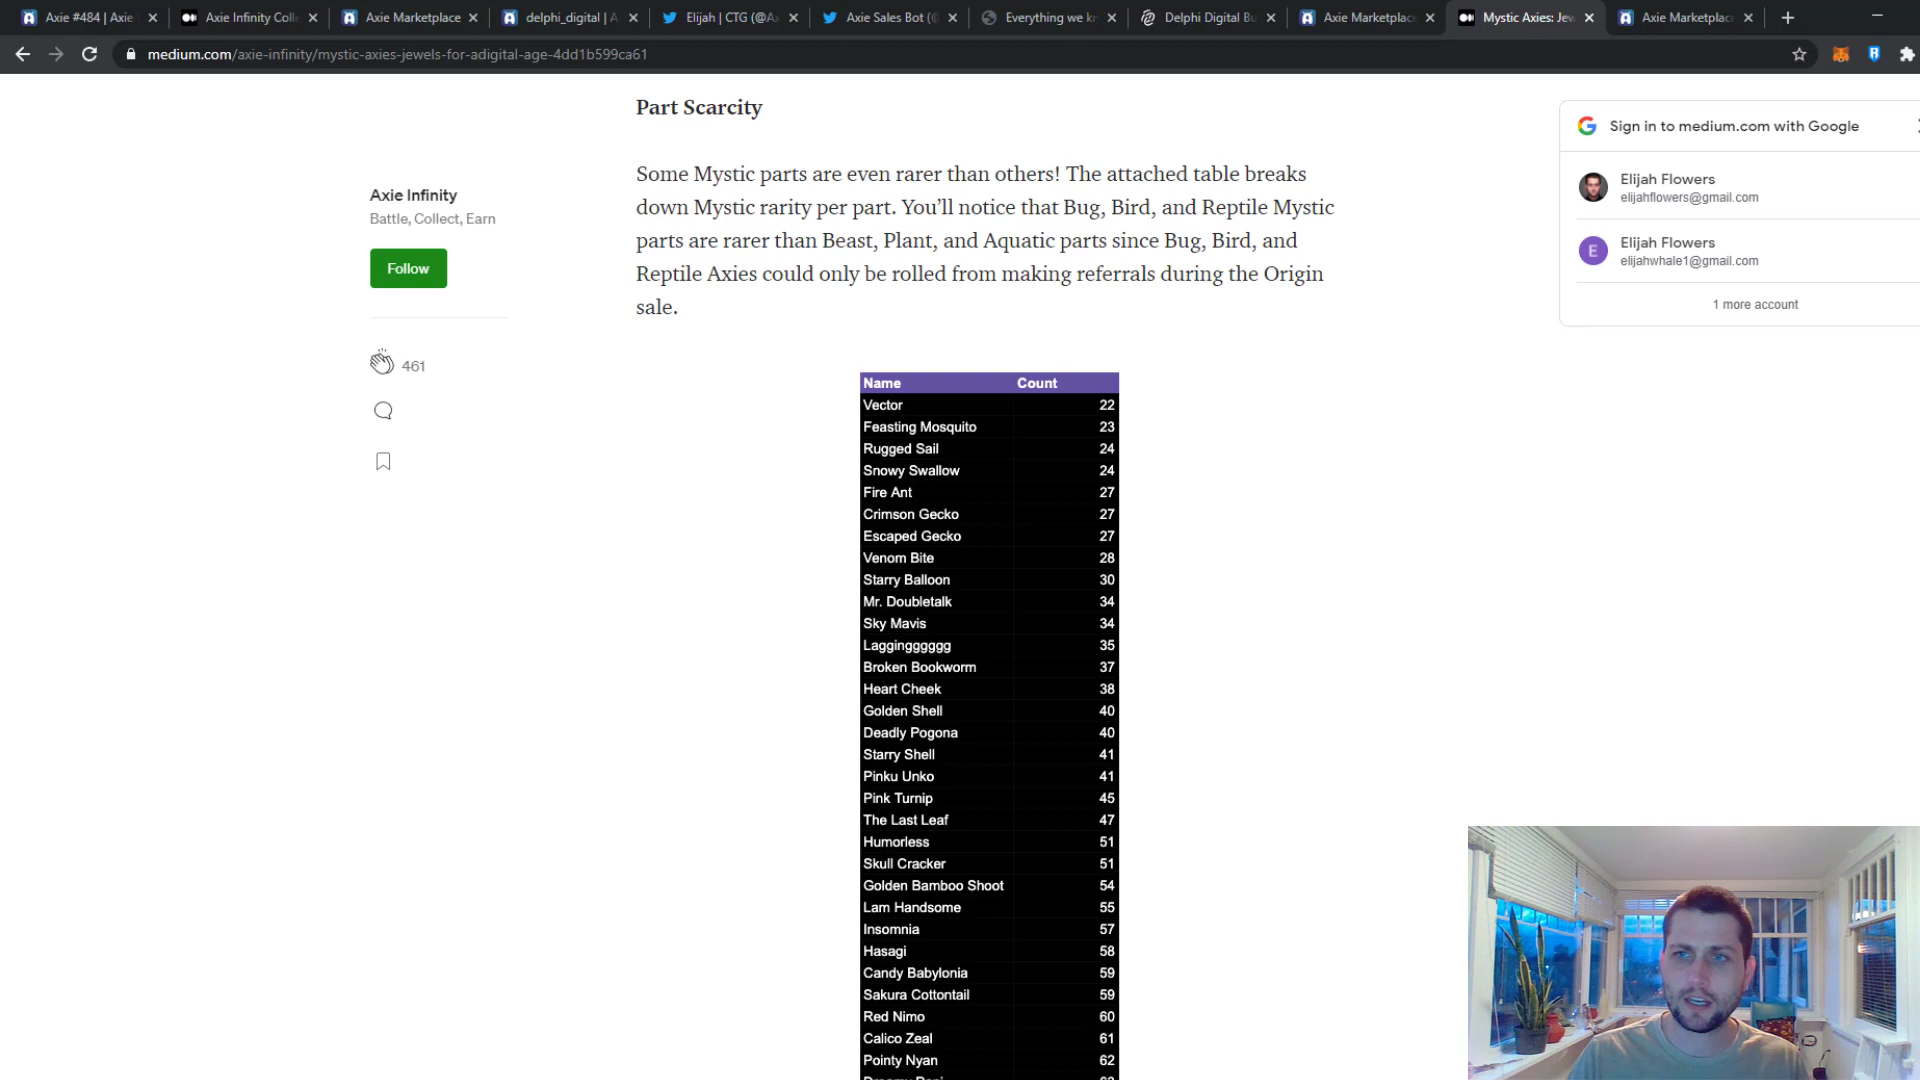 Axie #484 | Axie
Axie Infinity Coll
Axie Marketplace
delphi_digital | A
Elijah | CTG (@A
Axie Sales Bot (@
Everything we k
Delphi Digital Bu
Axie Marketplace
Mystic Axies: Jew
Axie Marketplace
medium.com/axie-infinity/mystic-axies-jewels-for-adigital-age-4dd1b599ca61
Part Scarcity
Some Mystic parts are even rarer than others! The attached table breaks
down Mystic rarity per part. You’ll notice that Bug, Bird, and Reptile Mystic
parts are rarer than Beast, Plant, and Aquatic parts since Bug, Bird, and
Reptile Axies could only be rolled from making referrals during the Origin
sale.
Axie Infinity
Battle, Collect, Earn
Follow
461
Sign in to medium.com with Google
Elijah Flowers
elijahflowers@gmail.com
E
Elijah Flowers
elijahwhale1@gmail.com
1 more account
Name Count
Vector 22
Feasting Mosquito 23
Rugged Sail 24
Snowy Swallow 24
Fire Ant 27
Crimson Gecko 27
Escaped Gecko 27
Venom Bite 28
Starry Balloon 30
Mr. Doubletalk 34
Sky Mavis 34
Laggingggggg 35
Broken Bookworm 37
Heart Cheek 38
Golden Shell 40
Deadly Pogona 40
Starry Shell 41
Pinku Unko 41
Pink Turnip 45
The Last Leaf 47
Humorless 51
Skull Cracker 51
Golden Bamboo Shoot 54
Lam Handsome 55
Insomnia 57
Hasagi 58
Candy Babylonia 59
Sakura Cottontail 59
Red Nimo 60
Calico Zeal 61
Pointy Nyan 62